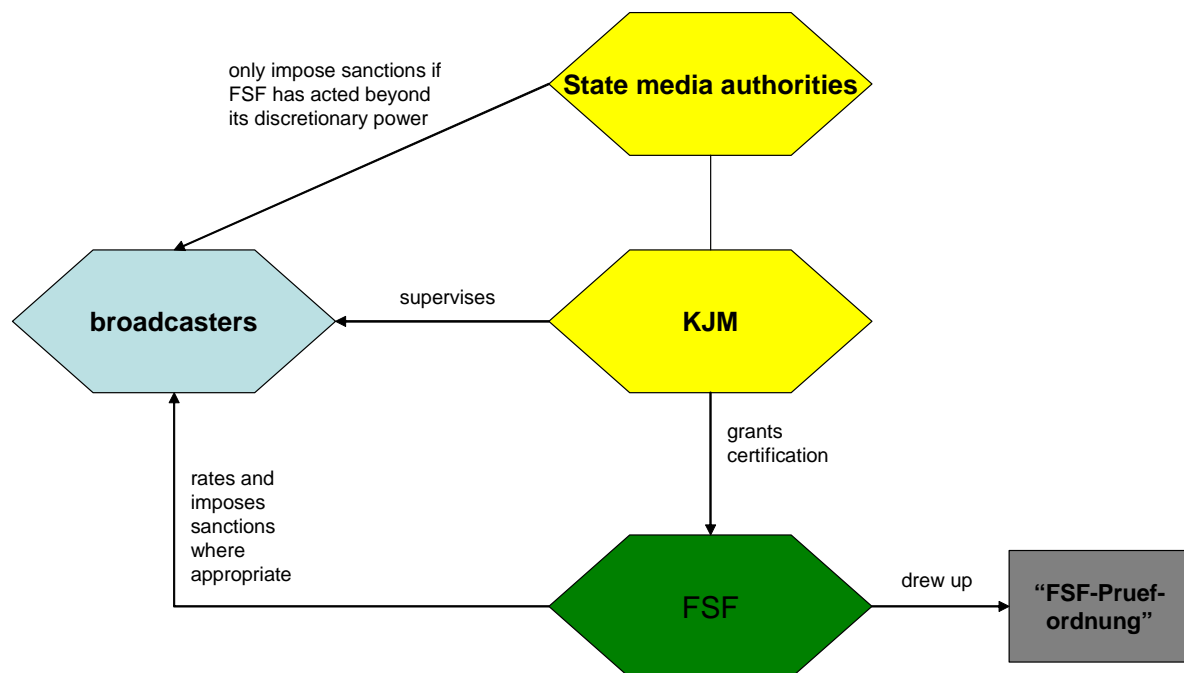 only impose sanctions if
FSF has acted beyond
its discretionary power
State media authorities
broadcasters
supervises
KJM
grants
certification
rates and
imposes
sanctions
where
appropriate
FSF
drew up
“FSF-Pruef-
ordnung”